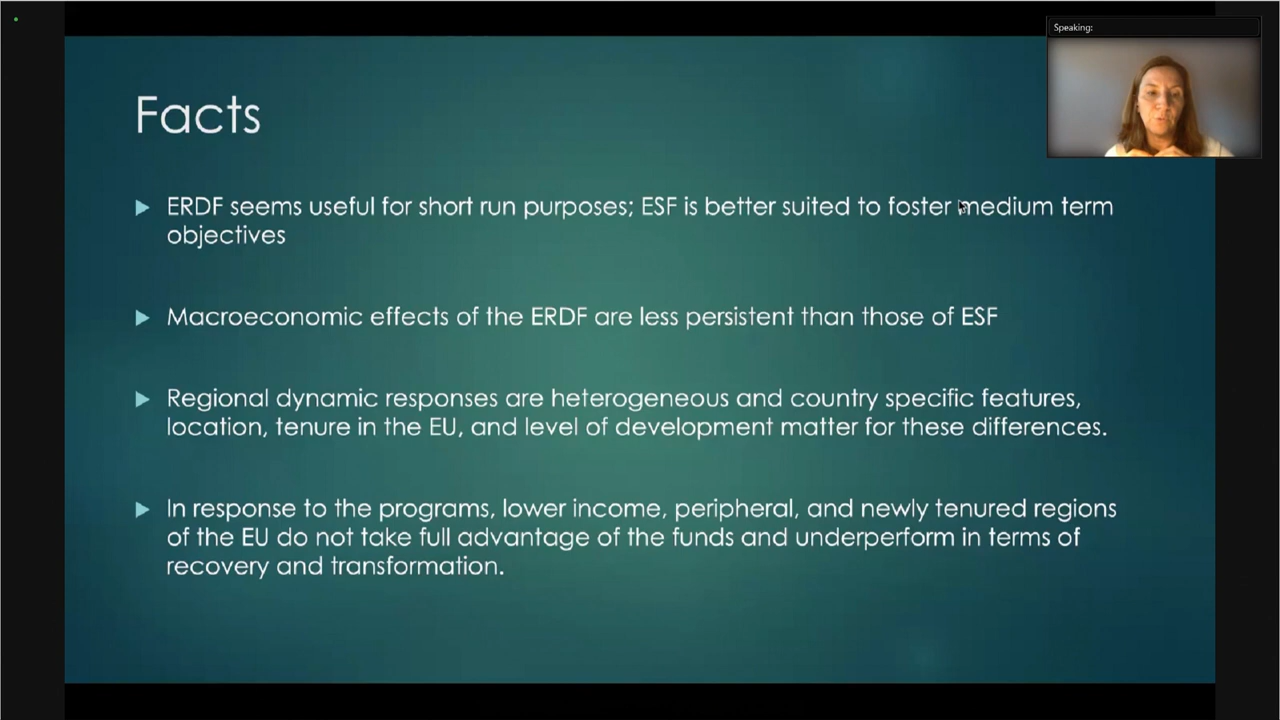 Speaking:
Facts
ERDF seems useful for short run purposes; ESF is better suited to foster medium term
objectives
Macroeconomic effects of the ERDF are less persistent than those of ESF
Regional dynamic responses are heterogeneous and country specific features,
location, tenure in the EU, and level of development matter for these differences.
In response to the programs, lower income, peripheral, and newly tenured regions
of the EU do not take full advantage of the funds and underperform in terms of
recovery and transformation.